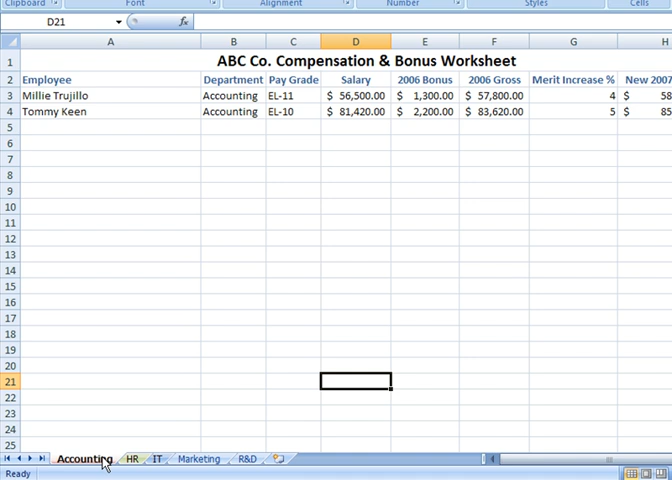 Clipboard Font Alignment Number Styles Cells
D21 fx
A B C D E F G H
1 ABC Co. Compensation & Bonus Worksheet
2 Employee Department Pay Grade Salary 2006 Bonus 2006 Gross Merit Increase % New 2007
3 Millie Trujillo Accounting EL-11 $ 56,500.00 $ 1,300.00 $ 57,800.00 4 $ 58
4 Tommy Keen Accounting EL-10 $ 81,420.00 $ 2,200.00 $ 83,620.00 5 $ 85
5
6
7
8
9
10
11
12
13
14
15
16
17
18
19
20
21
22
23
24
25
Accounting HR IT Marketing R&D
Ready